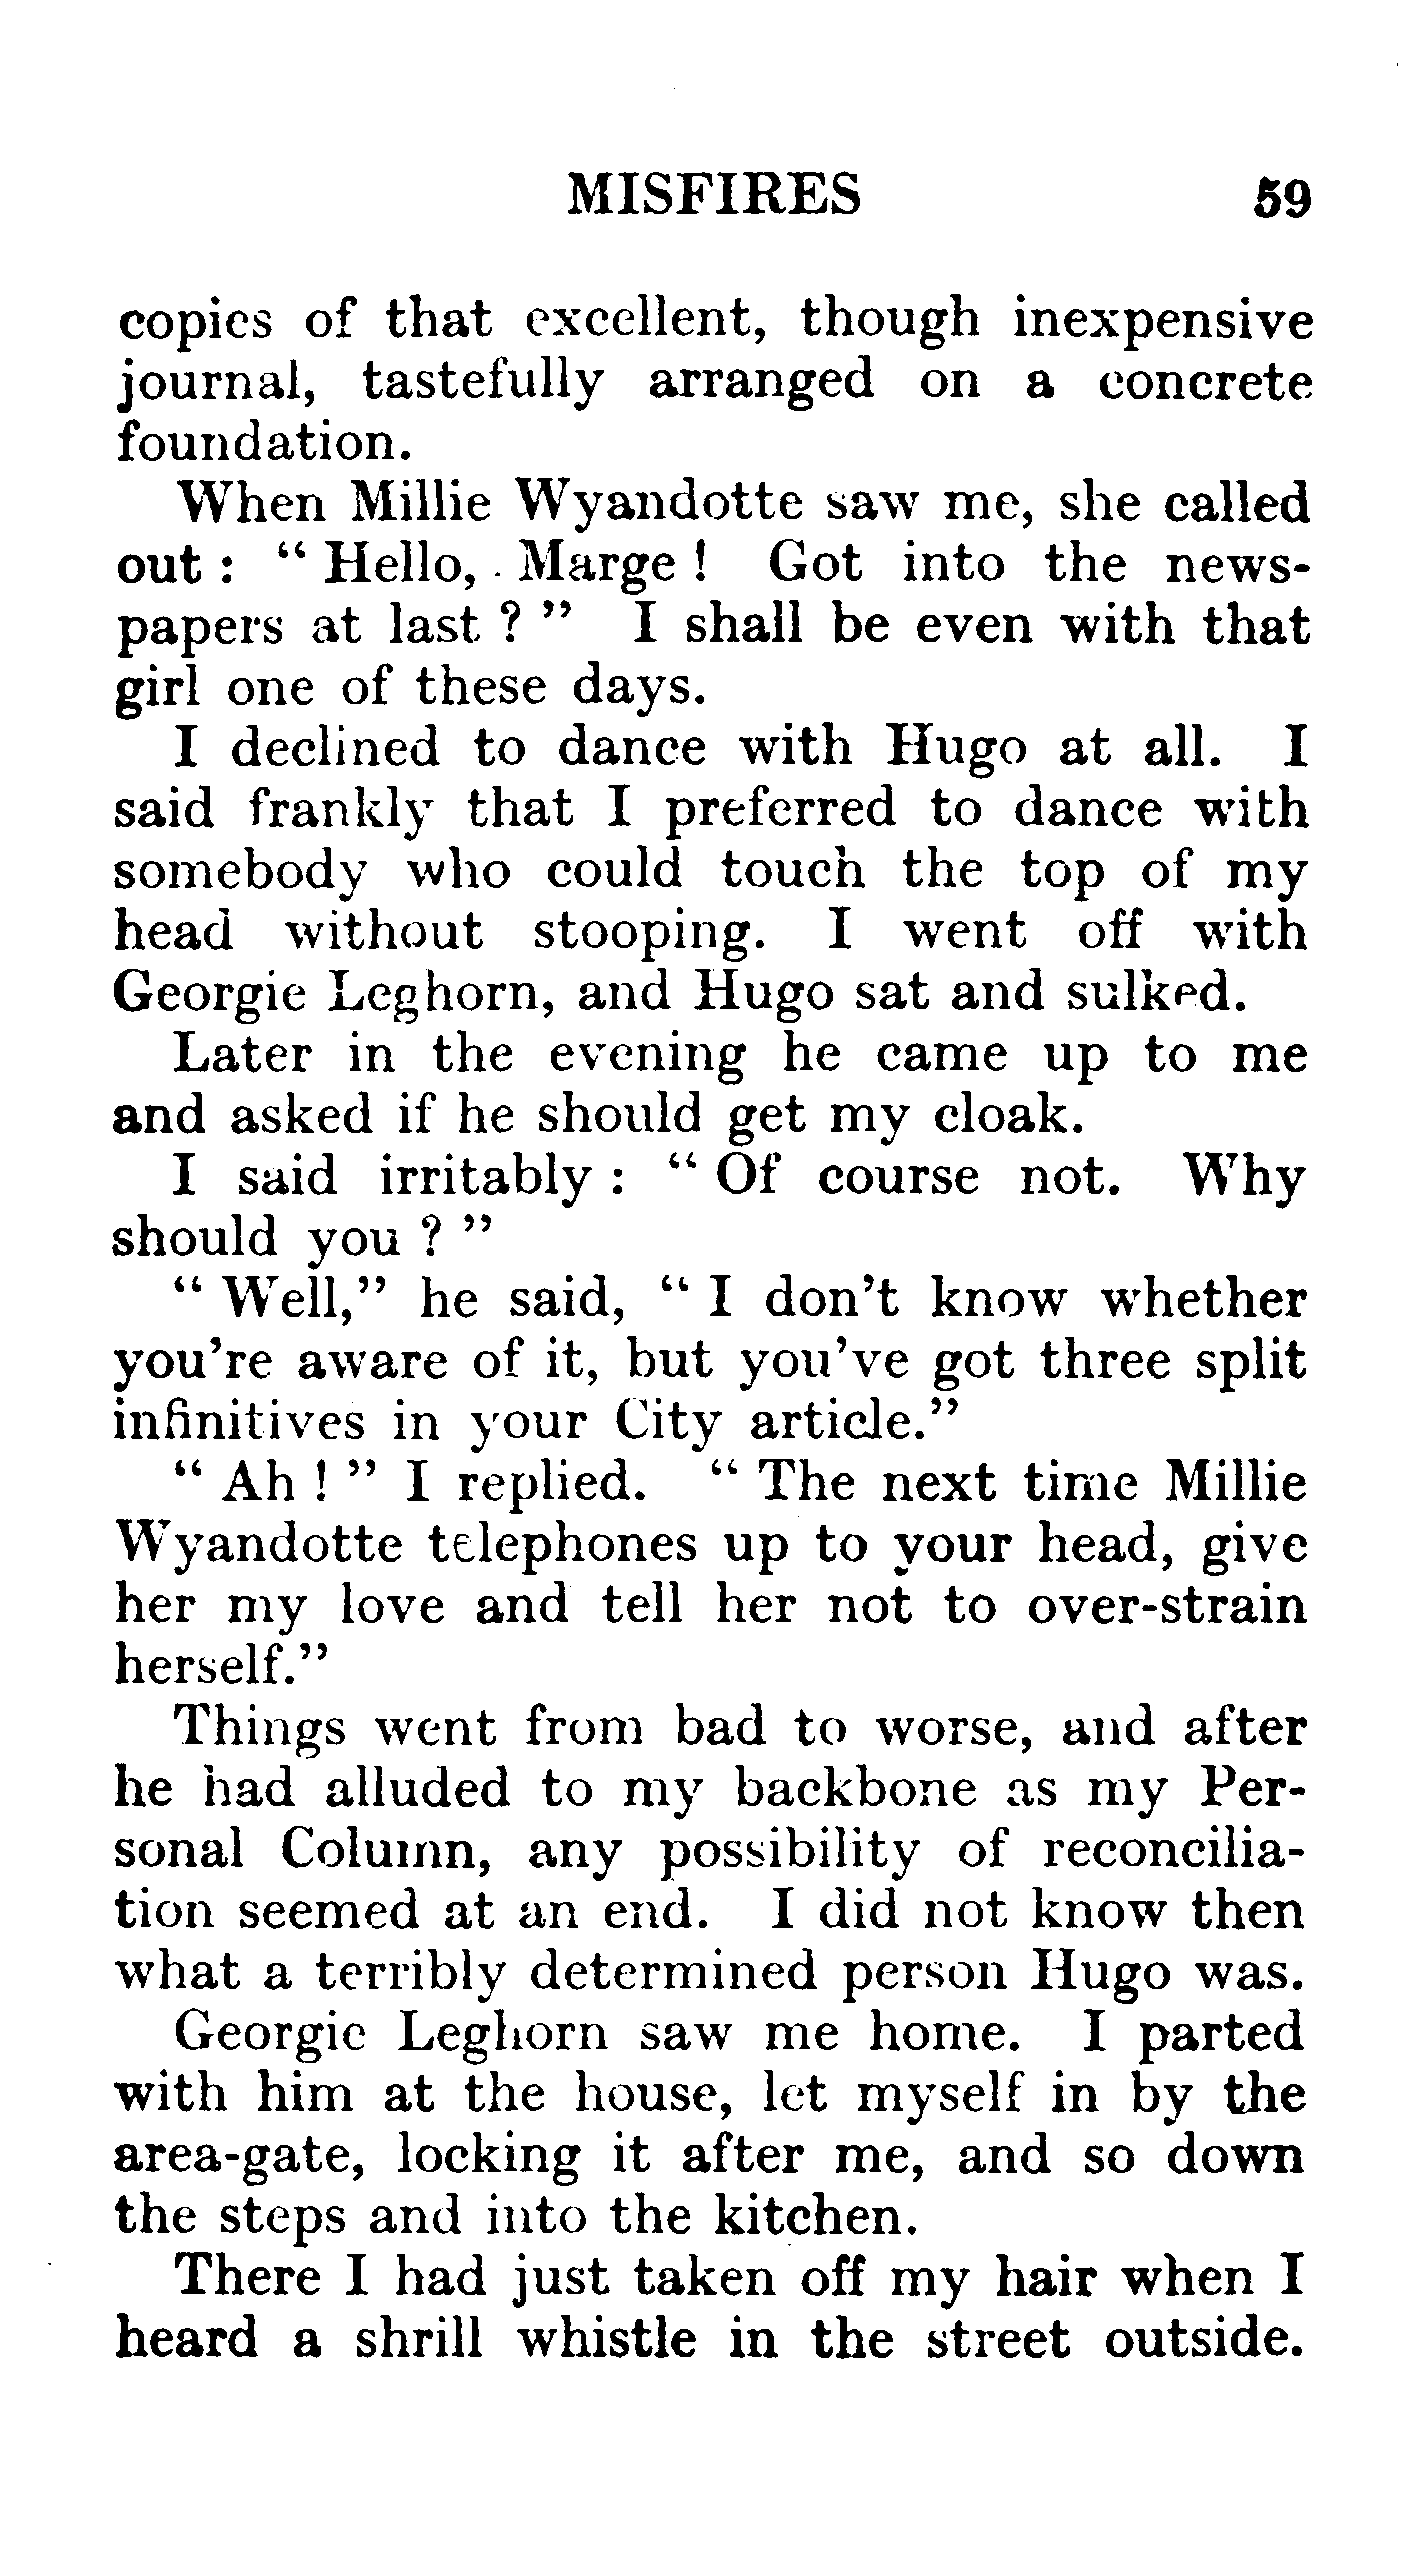 MISFIRES 59
copies of that excellent, though inexpensive
journal, tastefully arranged on a concrete
foundation.
When Millie Wyandotte saw me, she called
out : “ Hello, Marge ! Got into the news-
papers at last ? ” I shall be even with that
girl one of these days.
I declined to dance with Hugo at all. I
said frankly that I preferred to dance with
somebody who could touch the top of my
head without stooping. I went off with
Georgie Leghorn, and Hugo sat and sulked.
Later in the evening he came up to me
and asked if he should get my cloak.
I said irritably : “ Of course not. Why
should you ? ”
“ Well,” he said, “ I don’t know whether
you’re aware of it, but you’ve got three split
infinitives in your City article.”
“ Ah ! ” I replied. “ The next time Millie
Wyandotte telephones up to your head, give
her my love and tell her not to over-strain
herself.”
Things went from bad to worse, and after
he had alluded to my backbone as my Per-
sonal Column, any possibility of reconcilia-
tion seemed at an end. I did not know then
what a terribly determined person Hugo was.
Georgie Leghorn saw me home. I parted
with him at the house, let myself in by the
area-gate, locking it after me, and so down
the steps and into the kitchen.
There I had just taken off my hair when I
heard a shrill whistle in the street outside.